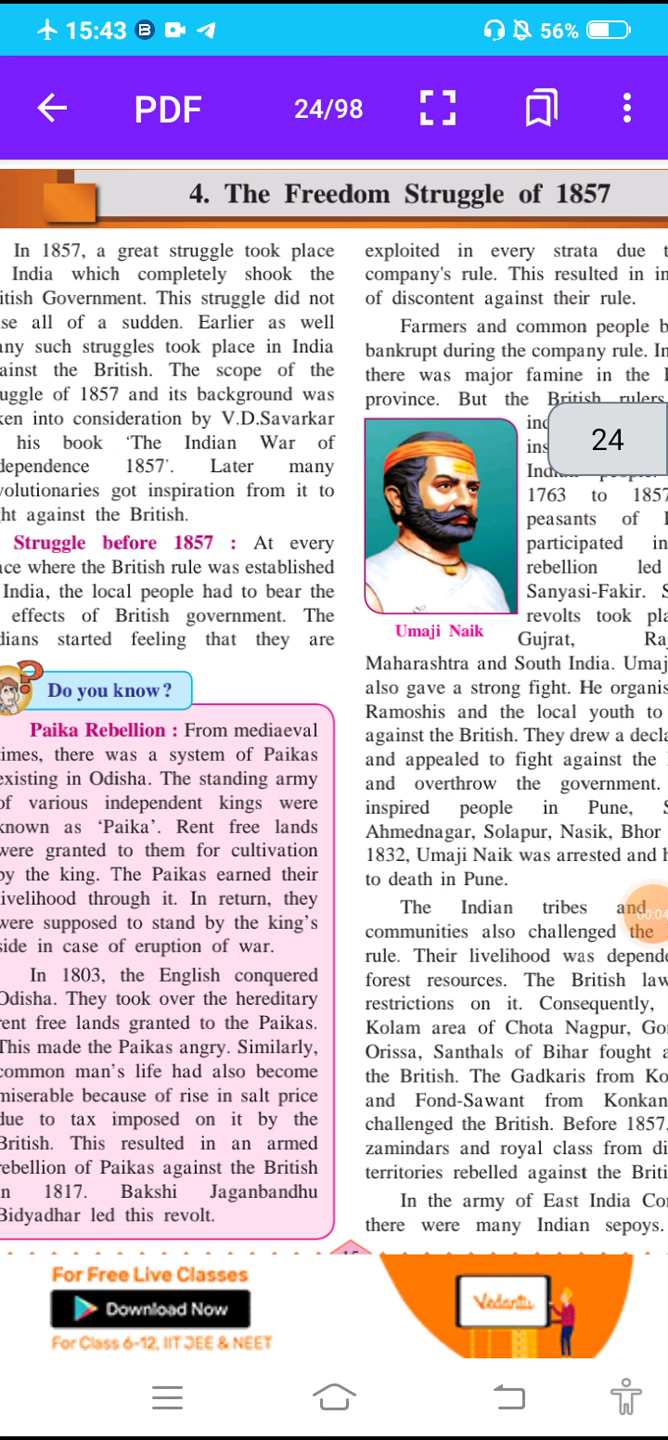 15:43
56%
PDF
24/98
4. The Freedom Struggle of 1857
In 1857, a great struggle took place
India which completely shook the
itish Government. This struggle did not
se all of a sudden. Earlier as well
any such struggles took place in India
ainst the British. The scope of the
uggle of 1857 and its background was
ken into consideration by V.D.Savarkar
his book 'The Indian War of
dependence 1857'. Later many
volutionaries got inspiration from it to
ht against the British.
Struggle before 1857 : At every
ce where the British rule was established
India, the local people had to bear the
effects of British government. The
dians started feeling that they are
Do you know?
Paika Rebellion : From mediaeval
times, there was a system of Paikas
existing in Odisha. The standing army
of various independent kings were
known as 'Paika'. Rent free lands
were granted to them for cultivation
by the king. The Paikas earned their
ivelihood through it. In return, they
were supposed to stand by the king's
side in case of eruption of war.
In 1803, the English conquered
Odisha. They took over the hereditary
rent free lands granted to the Paikas.
This made the Paikas angry. Similarly,
common man's life had also become
miserable because of rise in salt price
due to tax imposed on it by the
British. This resulted in an armed
rebellion of Paikas against the British
n 1817. Bakshi Jaganbandhu
Bidyadhar led this revolt.
exploited in every strata due t
company's rule. This resulted in in
of discontent against their rule.
Farmers and common people b
bankrupt during the company rule. In
there was major famine in the
province. But the British rulers
ind
ins
24
1763 to 1857
peasants of
participated in
rebellion led
Sanyasi-Fakir. S
revolts took pla
Umaji Naik
Gujrat, Raj
Maharashtra and South India. Umaj
also gave a strong fight. He organis
Ramoshis and the local youth to
against the British. They drew a decla
and appealed to fight against the
and overthrow the government.
inspired people in Pune, S
Ahmednagar, Solapur, Nasik, Bhor
1832, Umaji Naik was arrested and h
to death in Pune.
The Indian tribes and
00:04
communities also challenged the
rule. Their livelihood was depende
forest resources. The British law
restrictions on it. Consequently,
Kolam area of Chota Nagpur, Gon
Orissa, Santhals of Bihar fought a
the British. The Gadkaris from Ko
and Fond-Sawant from Konkan
challenged the British. Before 1857,
zamindars and royal class from di
territories rebelled against the Briti
In the army of East India Co
there were many Indian sepoys.
For Free Live Classes
Download Now
For Class 6-12, IIT JEE & NEET
Vedantu